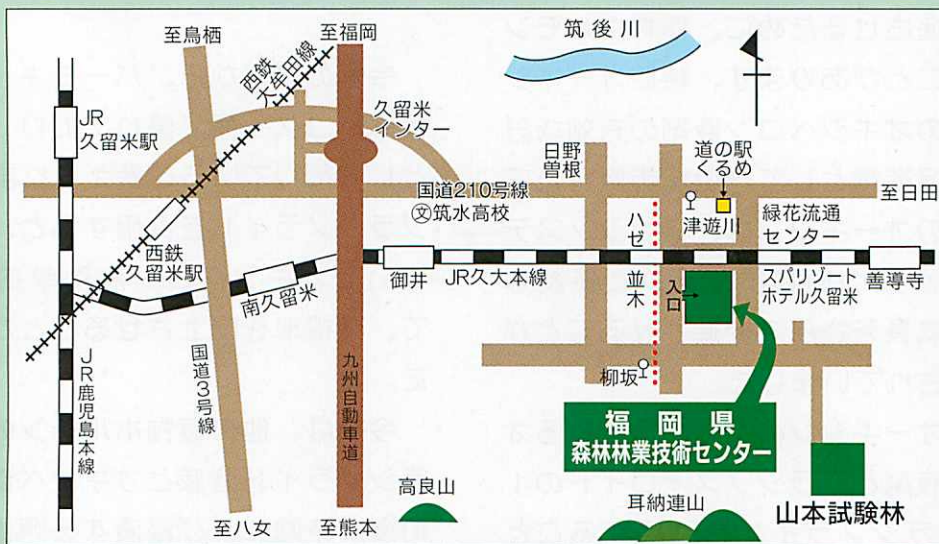 至鳥栖
至福岡
筑後川
西鉄
大牟田線
JR
久留米駅
久留米
インター
日野
曽根
道の駅
くるめ
国道210号線
至日田
文 筑水高校
津遊川
緑花流通
センター
ハゼ並木
西鉄
久留米駅
南久留米
御井
JR久大本線
入口
スパリゾート
ホテル久留米
善導寺
JR鹿児島本線
国道3号線
九州自動車道
柳坂
福岡県
森林林業技術センター
高良山
耳納連山
山本試験林
至八女
至熊本